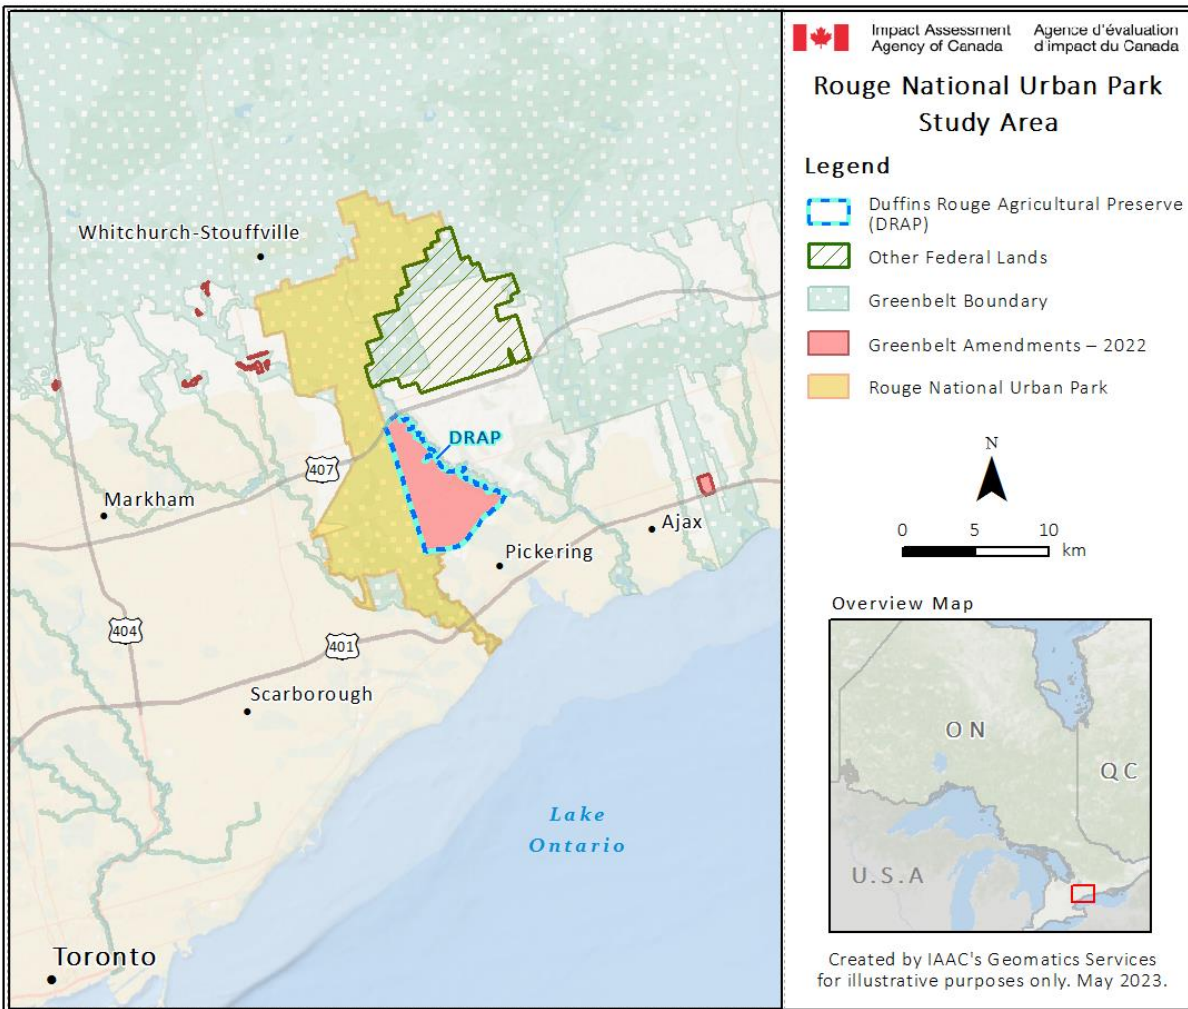 Impact Assessment
Agency of Canada
Agence d'évaluation
d'impact du Canada
Rouge National Urban Park
Study Area
Legend
Duffins Rouge Agricultural Preserve
(DRAP)
Other Federal Lands
Greenbelt Boundary
Greenbelt Amendments – 2022
Rouge National Urban Park
N
0 5 10
km
Overview Map
ON
QC
U.S.A
Created by IAAC's Geomatics Services
for illustrative purposes only. May 2023.
Whitchurch-Stouffville
DRAP
407
Markham
Ajax
Pickering
404
401
Scarborough
Lake
Ontario
Toronto